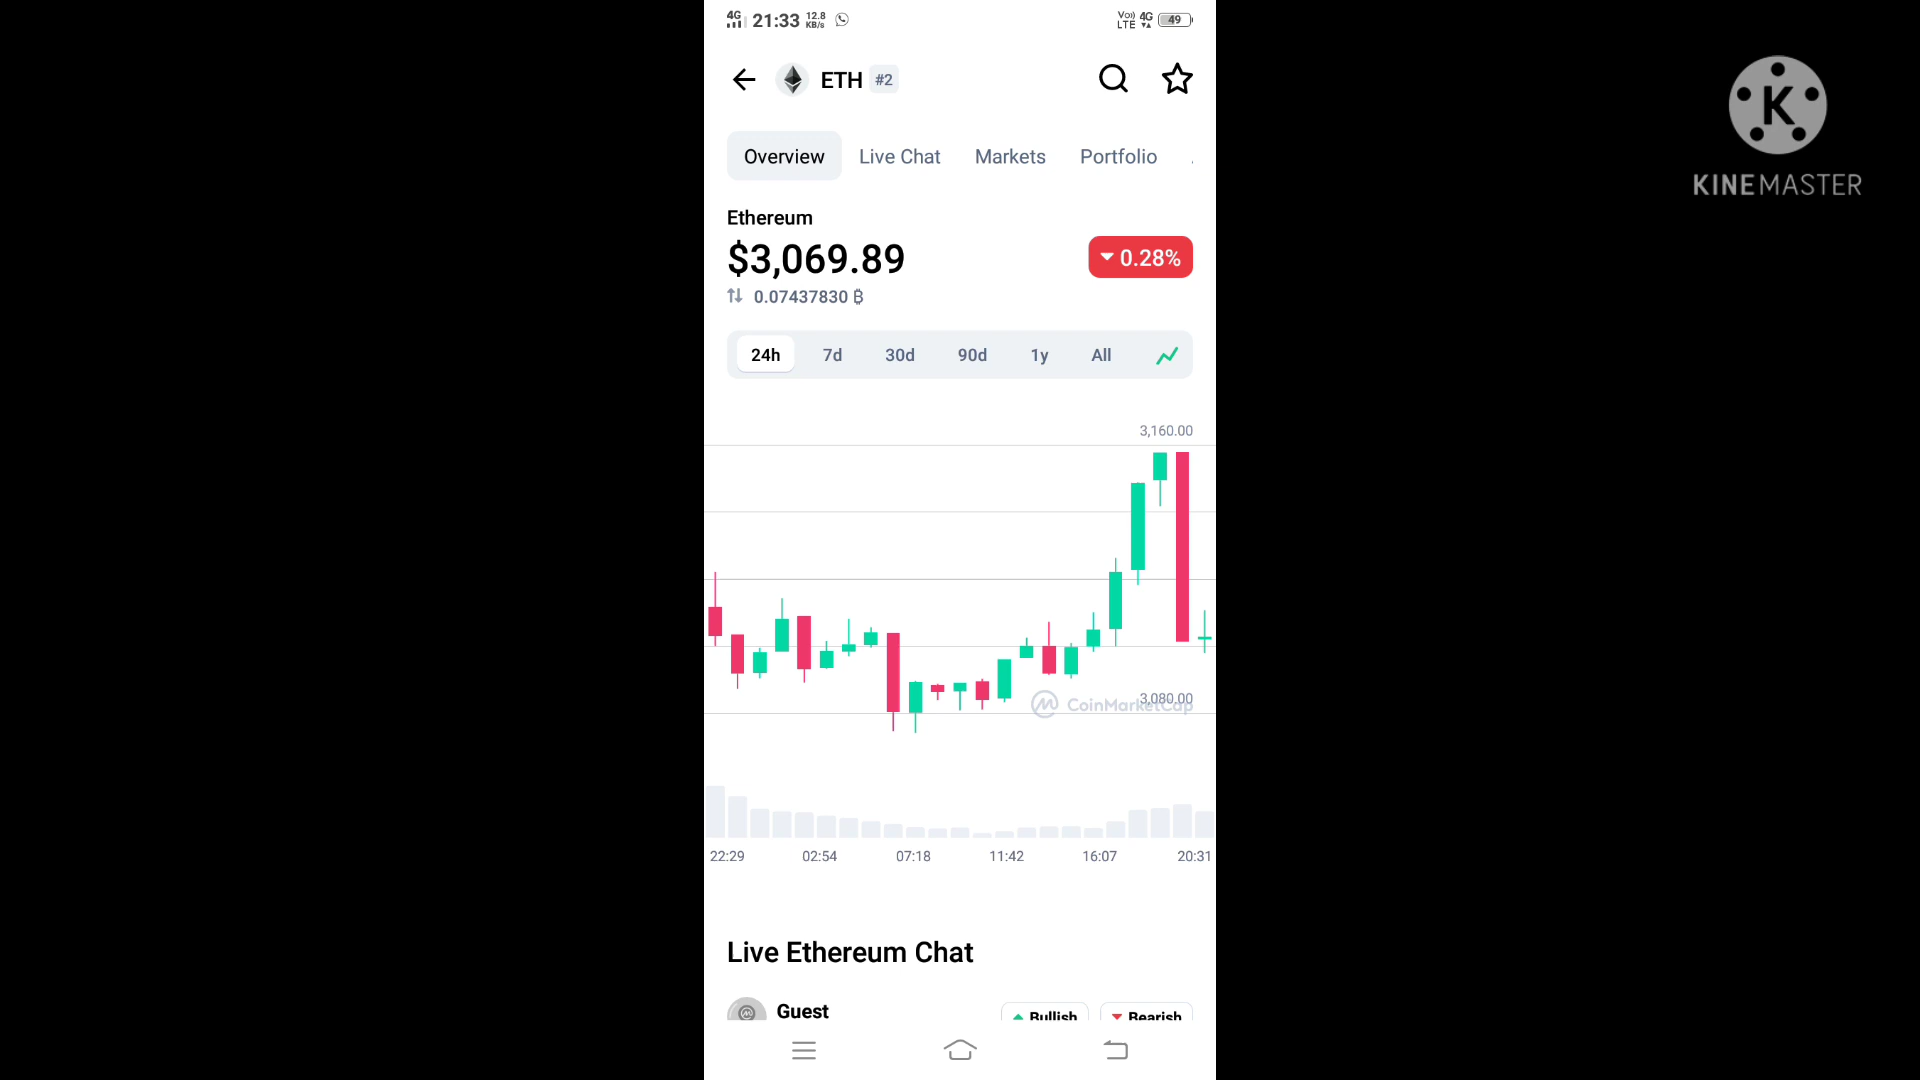 4G 21:33 12.8 KB/s Vo) LTE 4G 49
ETH #2
KINEMASTER
Overview Live Chat Markets Portfolio
Ethereum
$3,069.89 0.28%
0.07437830 ₿
24h 7d 30d 90d 1y All
3,160.00
3,080.00
CoinMarketCap
22:29 02:54 07:18 11:42 16:07 20:31
Live Ethereum Chat
Guest Bullish Bearish